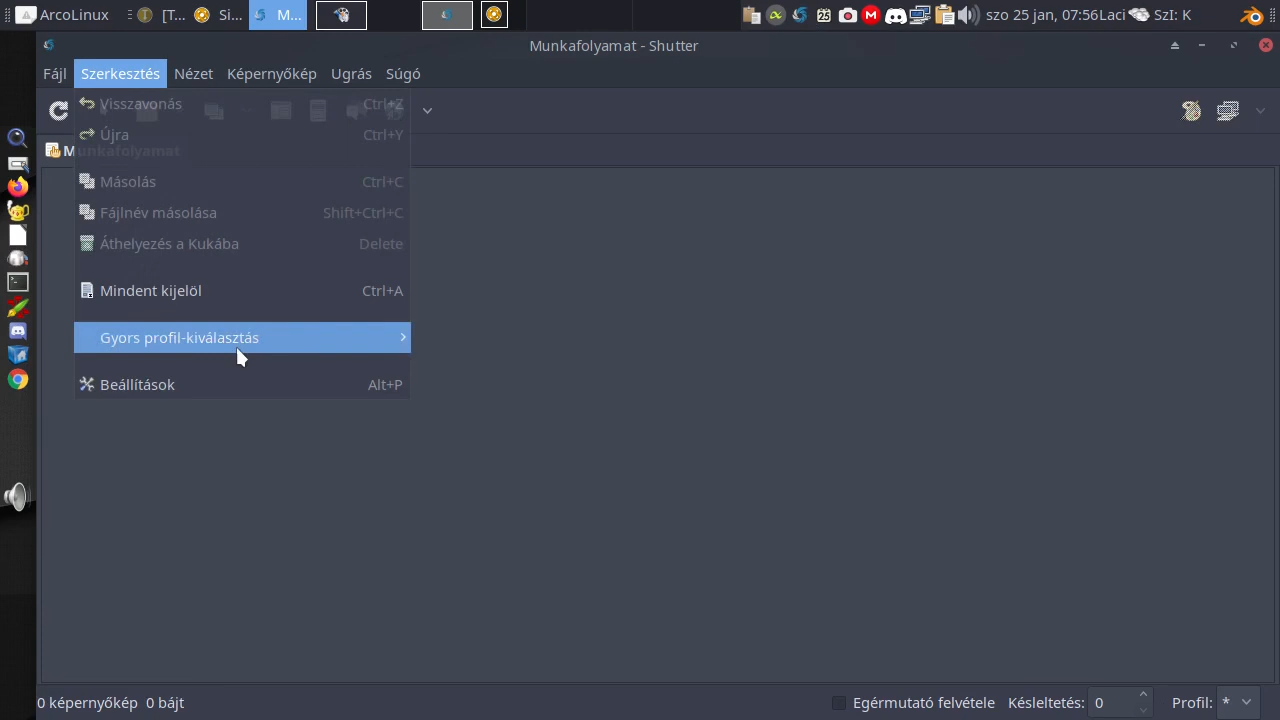 ArcoLinux [T... Si... M... 25 szo 25 jan, 07:56 Laci SzI: K
Munkafolyamat - Shutter
Fájl Szerkesztés Nézet Képernyőkép Ugrás Súgó
Visszavonás Ctrl+Z
Újra Ctrl+Y
Munkafolyamat
Másolás Ctrl+C
Fájlnév másolása Shift+Ctrl+C
Áthelyezés a Kukába Delete
Mindent kijelöl Ctrl+A
Gyors profil-kiválasztás
Beállítások Alt+P
0 képernyőkép 0 bájt Egérmutató felvétele Késleltetés: 0 Profil: *